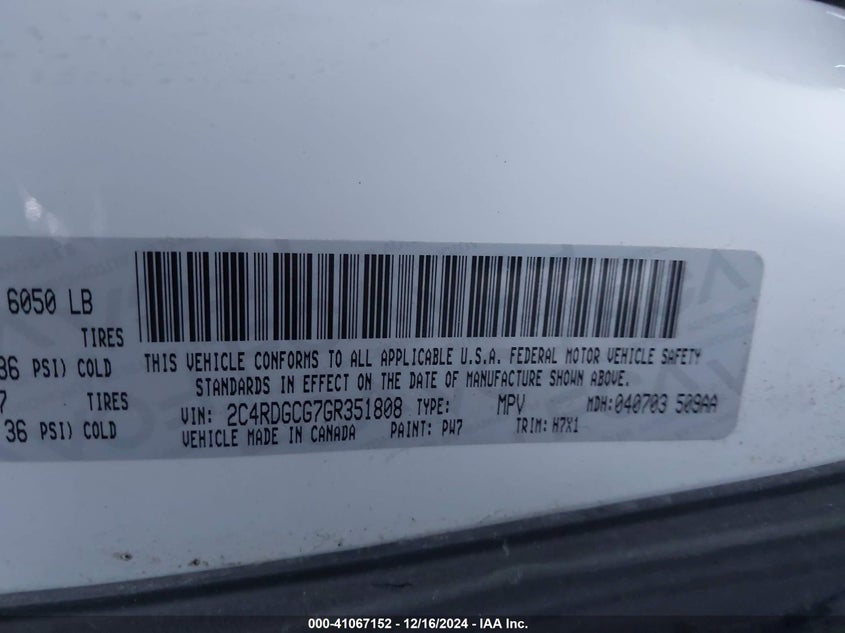 6050 LB
TIRES
36 PSI) COLD
7 TIRES
36 PSI) COLD
THIS VEHICLE CONFORMS TO ALL APPLICABLE U.S.A. FEDERAL MOTOR VEHICLE SAFETY
STANDARDS IN EFFECT ON THE DATE OF MANUFACTURE SHOWN ABOVE.
VIN: 2C4RDGCG7GR351808 TYPE: MPV MDH:040703 509AA
VEHICLE MADE IN CANADA PAINT: PW7 TRIM: H7X1
000-41067152 - 12/16/2024 - IAA Inc.